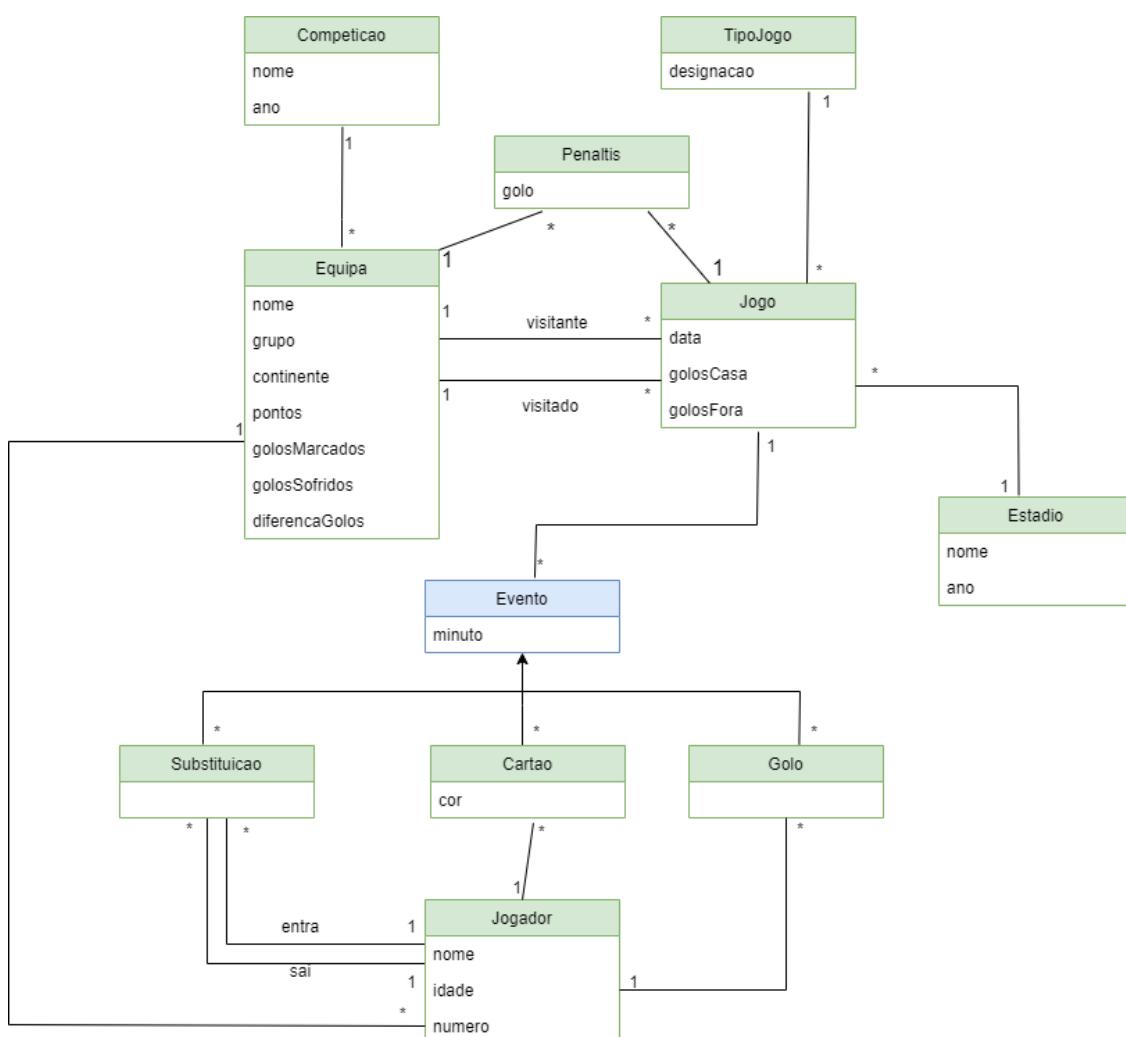 Competicao
nome
ano
1
*
TipoJogo
designacao
1
*
Penaltis
golo
*
*
1
1
Equipa
nome
grupo
continente
pontos
golosMarcados
golosSofridos
diferencaGolos
1
1
visitante
*
1
visitado
*
Jogo
data
golosCasa
golosFora
*
1
1
Estadio
nome
ano
*
Evento
minuto
*
*
*
Substituicao
Cartao
cor
Golo
*
*
*
*
1
entra
1
sai
1
1
*
Jogador
nome
idade
numero